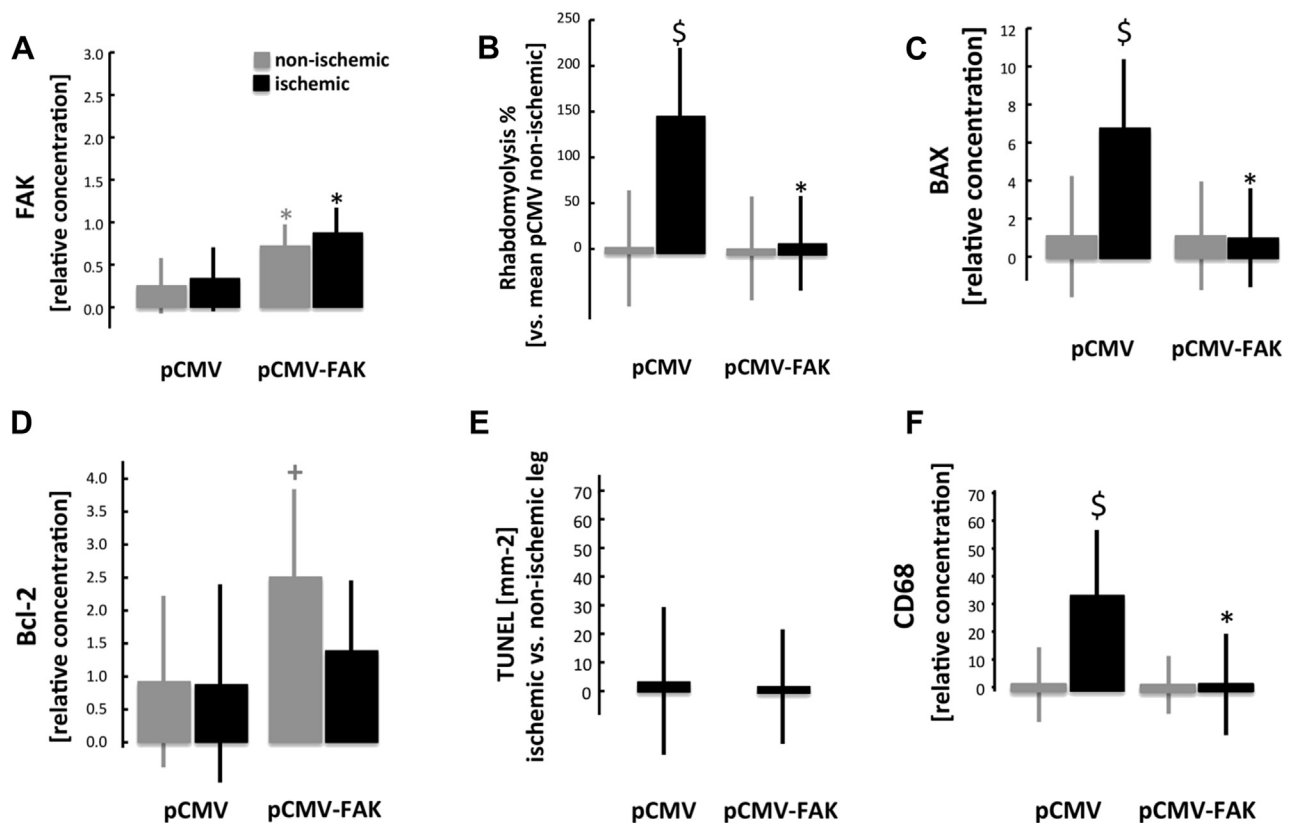 A
FAK
[relative concentration]
3.0
2.5
2.0
1.5
1.0
0.5
0.0
non-ischemic
ischemic
*
*
pCMV
pCMV-FAK
B
Rhabdomyolysis %
[vs. mean pCMV non-ischemic]
250
200
150
100
50
0
$
*
pCMV
pCMV-FAK
C
BAX
[relative concentration]
12
10
8
6
4
2
0
$
*
pCMV
pCMV-FAK
D
Bcl-2
[relative concentration]
4.0
3.5
3.0
2.5
2.0
1.5
1.0
0.5
0.0
+
pCMV
pCMV-FAK
E
TUNEL [mm-2]
ischemic vs. non-ischemic leg
70
60
50
40
30
20
10
0
pCMV
pCMV-FAK
F
CD68
[relative concentration]
70
60
50
40
30
20
10
0
$
*
pCMV
pCMV-FAK